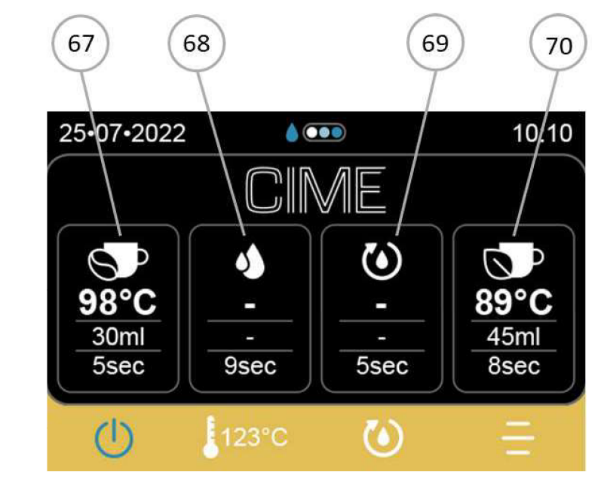 67 68 69 70
25•07•2022 10:10
CIME
98°C - - 89°C
30ml - - 45ml
5sec 9sec 5sec 8sec
123°C